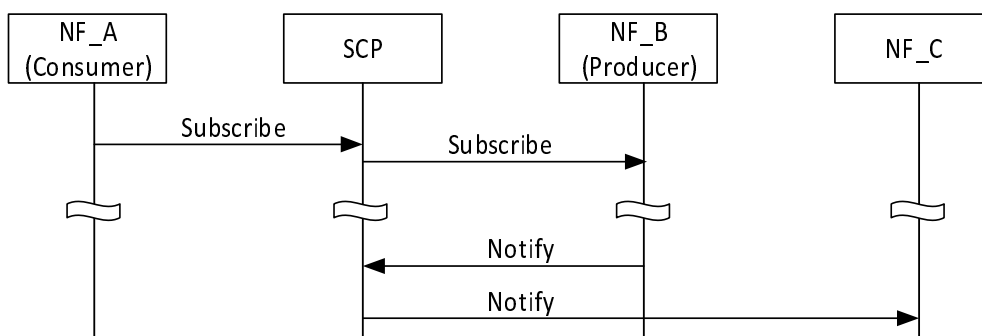 NF_A
(Consumer)
SCP
NF_B
(Producer)
NF_C
Subscribe
Subscribe
Notify
Notify